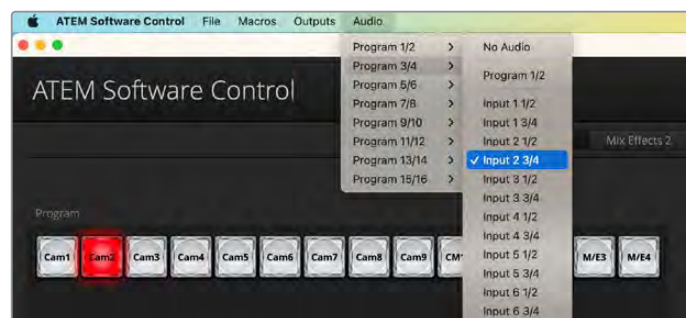 ATEM Software Control File Macros Outputs Audio
ATEM Software Control
Program 1/2 >
Program 3/4 >
Program 5/6 >
Program 7/8 >
Program 9/10 >
Program 11/12 >
Program 13/14 >
Program 15/16 >
No Audio
Program 1/2
Input 1 1/2
Input 1 3/4
Input 2 1/2
✓ Input 2 3/4
Input 3 1/2
Input 3 3/4
Input 4 1/2
Input 4 3/4
Input 5 1/2
Input 5 3/4
Input 6 1/2
Input 6 3/4
Mix Effects 2
Program
Cam1 Cam2 Cam3 Cam4 Cam5 Cam6 Cam7 Cam8 Cam9 M/E3 M/E4